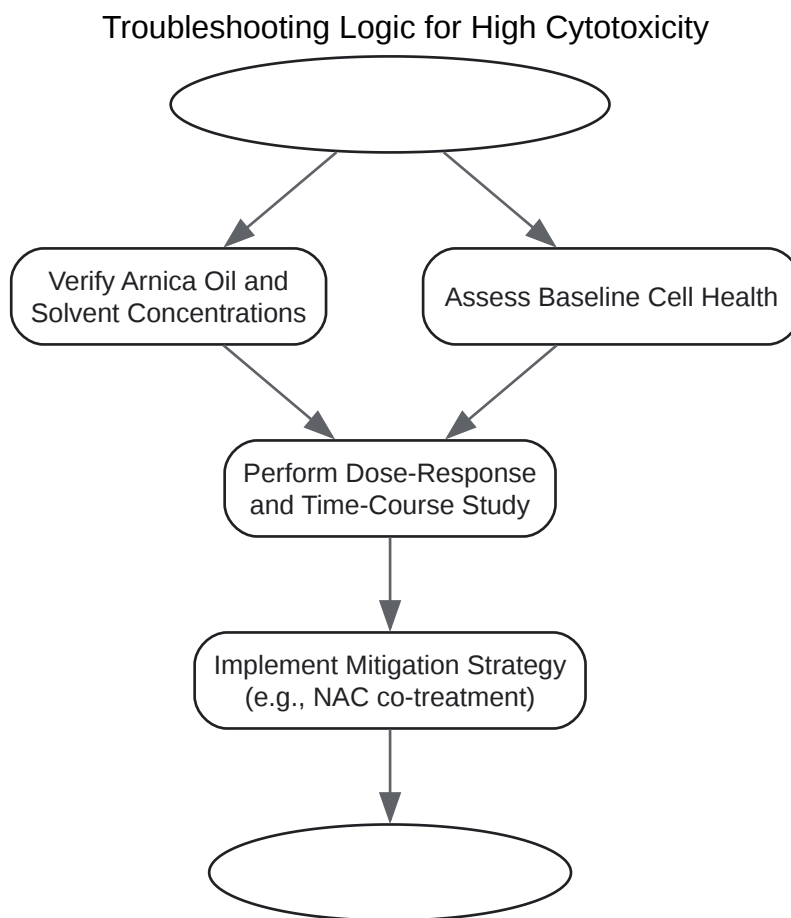 Troubleshooting Logic for High Cytotoxicity
Verify Arnica Oil and
Solvent Concentrations
Assess Baseline Cell Health
Perform Dose-Response
and Time-Course Study
Implement Mitigation Strategy
(e.g., NAC co-treatment)